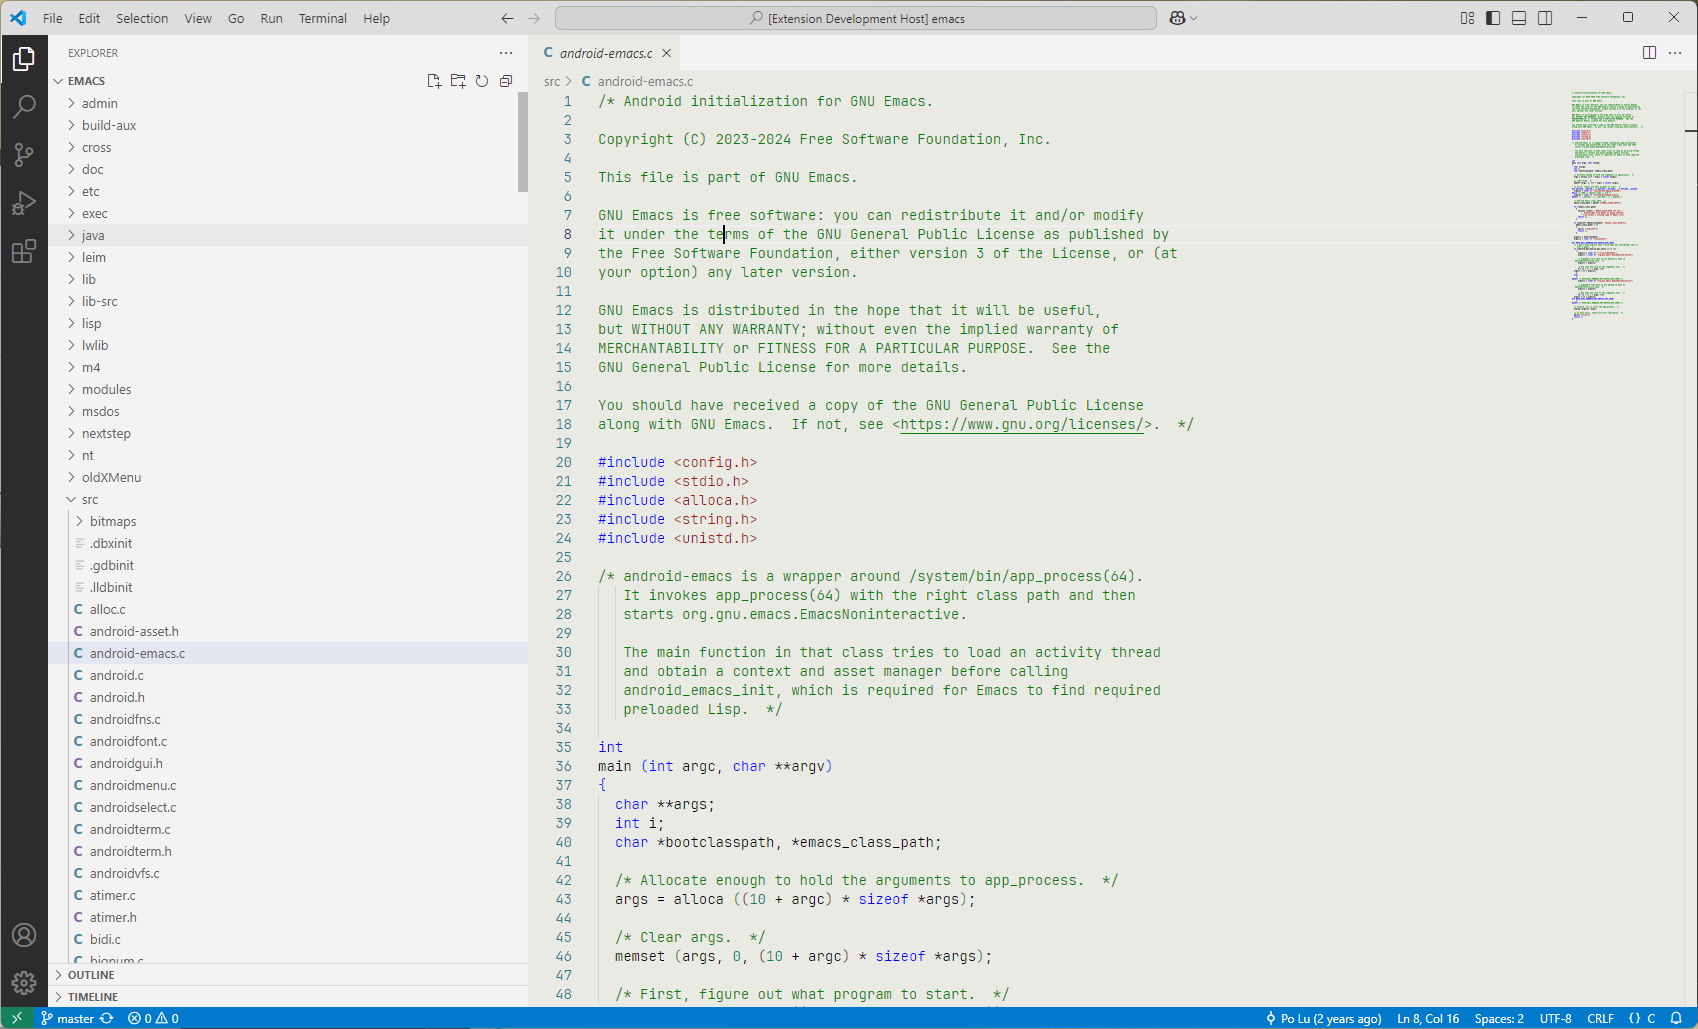 File Edit Selection View Go Run Terminal Help [Extension Development Host] emacs
EXPLORER
EMACS
admin
build-aux
cross
doc
etc
exec
java
leim
lib
lib-src
lisp
lwlib
m4
modules
msdos
nextstep
nt
oldXMenu
src
bitmaps
.dbxinit
.gdbinit
.lldbinit
C alloc.c
C android-asset.h
C android-emacs.c
C android.c
C android.h
C androidfns.c
C androidfont.c
C androidgui.h
C androidmenu.c
C androidselect.c
C androidterm.c
C androidterm.h
C androidvfs.c
C atimer.c
C atimer.h
C bidi.c
C bignum.c
OUTLINE
TIMELINE
C android-emacs.c
src > C android-emacs.c
1 /* Android initialization for GNU Emacs.
2
3 Copyright (C) 2023-2024 Free Software Foundation, Inc.
4
5 This file is part of GNU Emacs.
6
7 GNU Emacs is free software: you can redistribute it and/or modify
8 it under the terms of the GNU General Public License as published by
9 the Free Software Foundation, either version 3 of the License, or (at
10 your option) any later version.
11
12 GNU Emacs is distributed in the hope that it will be useful,
13 but WITHOUT ANY WARRANTY; without even the implied warranty of
14 MERCHANTABILITY or FITNESS FOR A PARTICULAR PURPOSE.  See the
15 GNU General Public License for more details.
16
17 You should have received a copy of the GNU General Public License
18 along with GNU Emacs.  If not, see <https://www.gnu.org/licenses/>.  */
19
20 #include <config.h>
21 #include <stdio.h>
22 #include <alloca.h>
23 #include <string.h>
24 #include <unistd.h>
25
26 /* android-emacs is a wrapper around /system/bin/app_process(64).
27 It invokes app_process(64) with the right class path and then
28 starts org.gnu.emacs.EmacsNoninteractive.
29
30 The main function in that class tries to load an activity thread
31 and obtain a context and asset manager before calling
32 android_emacs_init, which is required for Emacs to find required
33 preloaded Lisp.  */
34
35 int
36 main (int argc, char **argv)
37 {
38 char **args;
39 int i;
40 char *bootclasspath, *emacs_class_path;
41
42 /* Allocate enough to hold the arguments to app_process.  */
43 args = alloca ((10 + argc) * sizeof *args);
44
45 /* Clear args.  */
46 memset (args, 0, (10 + argc) * sizeof *args);
47
48 /* First, figure out what program to start.  */
master 0 0 Po Lu (2 years ago) Ln 8, Col 16 Spaces: 2 UTF-8 CRLF {} C